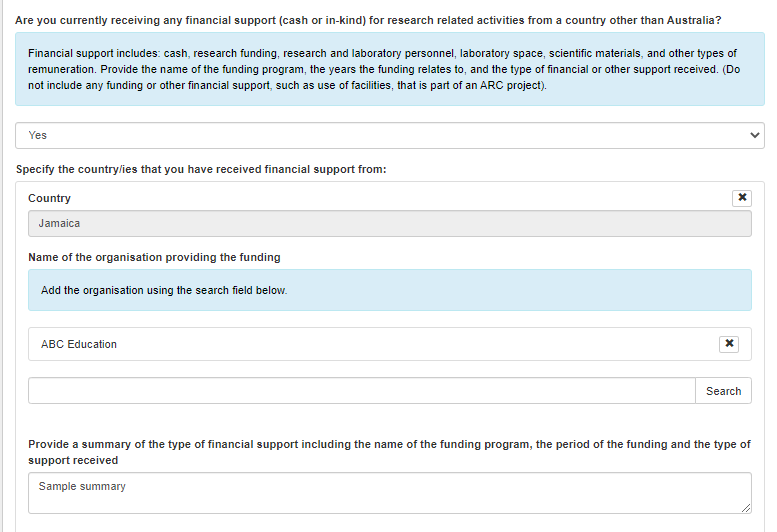 Are you currently receiving any financial support (cash or in-kind) for research related activities from a country other than Australia?
Financial support includes: cash, research funding, research and laboratory personnel, laboratory space, scientific materials, and other types of
remuneration. Provide the name of the funding program, the years the funding relates to, and the type of financial or other support received. (Do
not include any funding or other financial support, such as use of facilities, that is part of an ARC project).
Yes
Specify the country/ies that you have received financial support from:
Country
Jamaica
Name of the organisation providing the funding
Add the organisation using the search field below.
ABC Education
Search
Provide a summary of the type of financial support including the name of the funding program, the period of the funding and the type of
support received
Sample summary